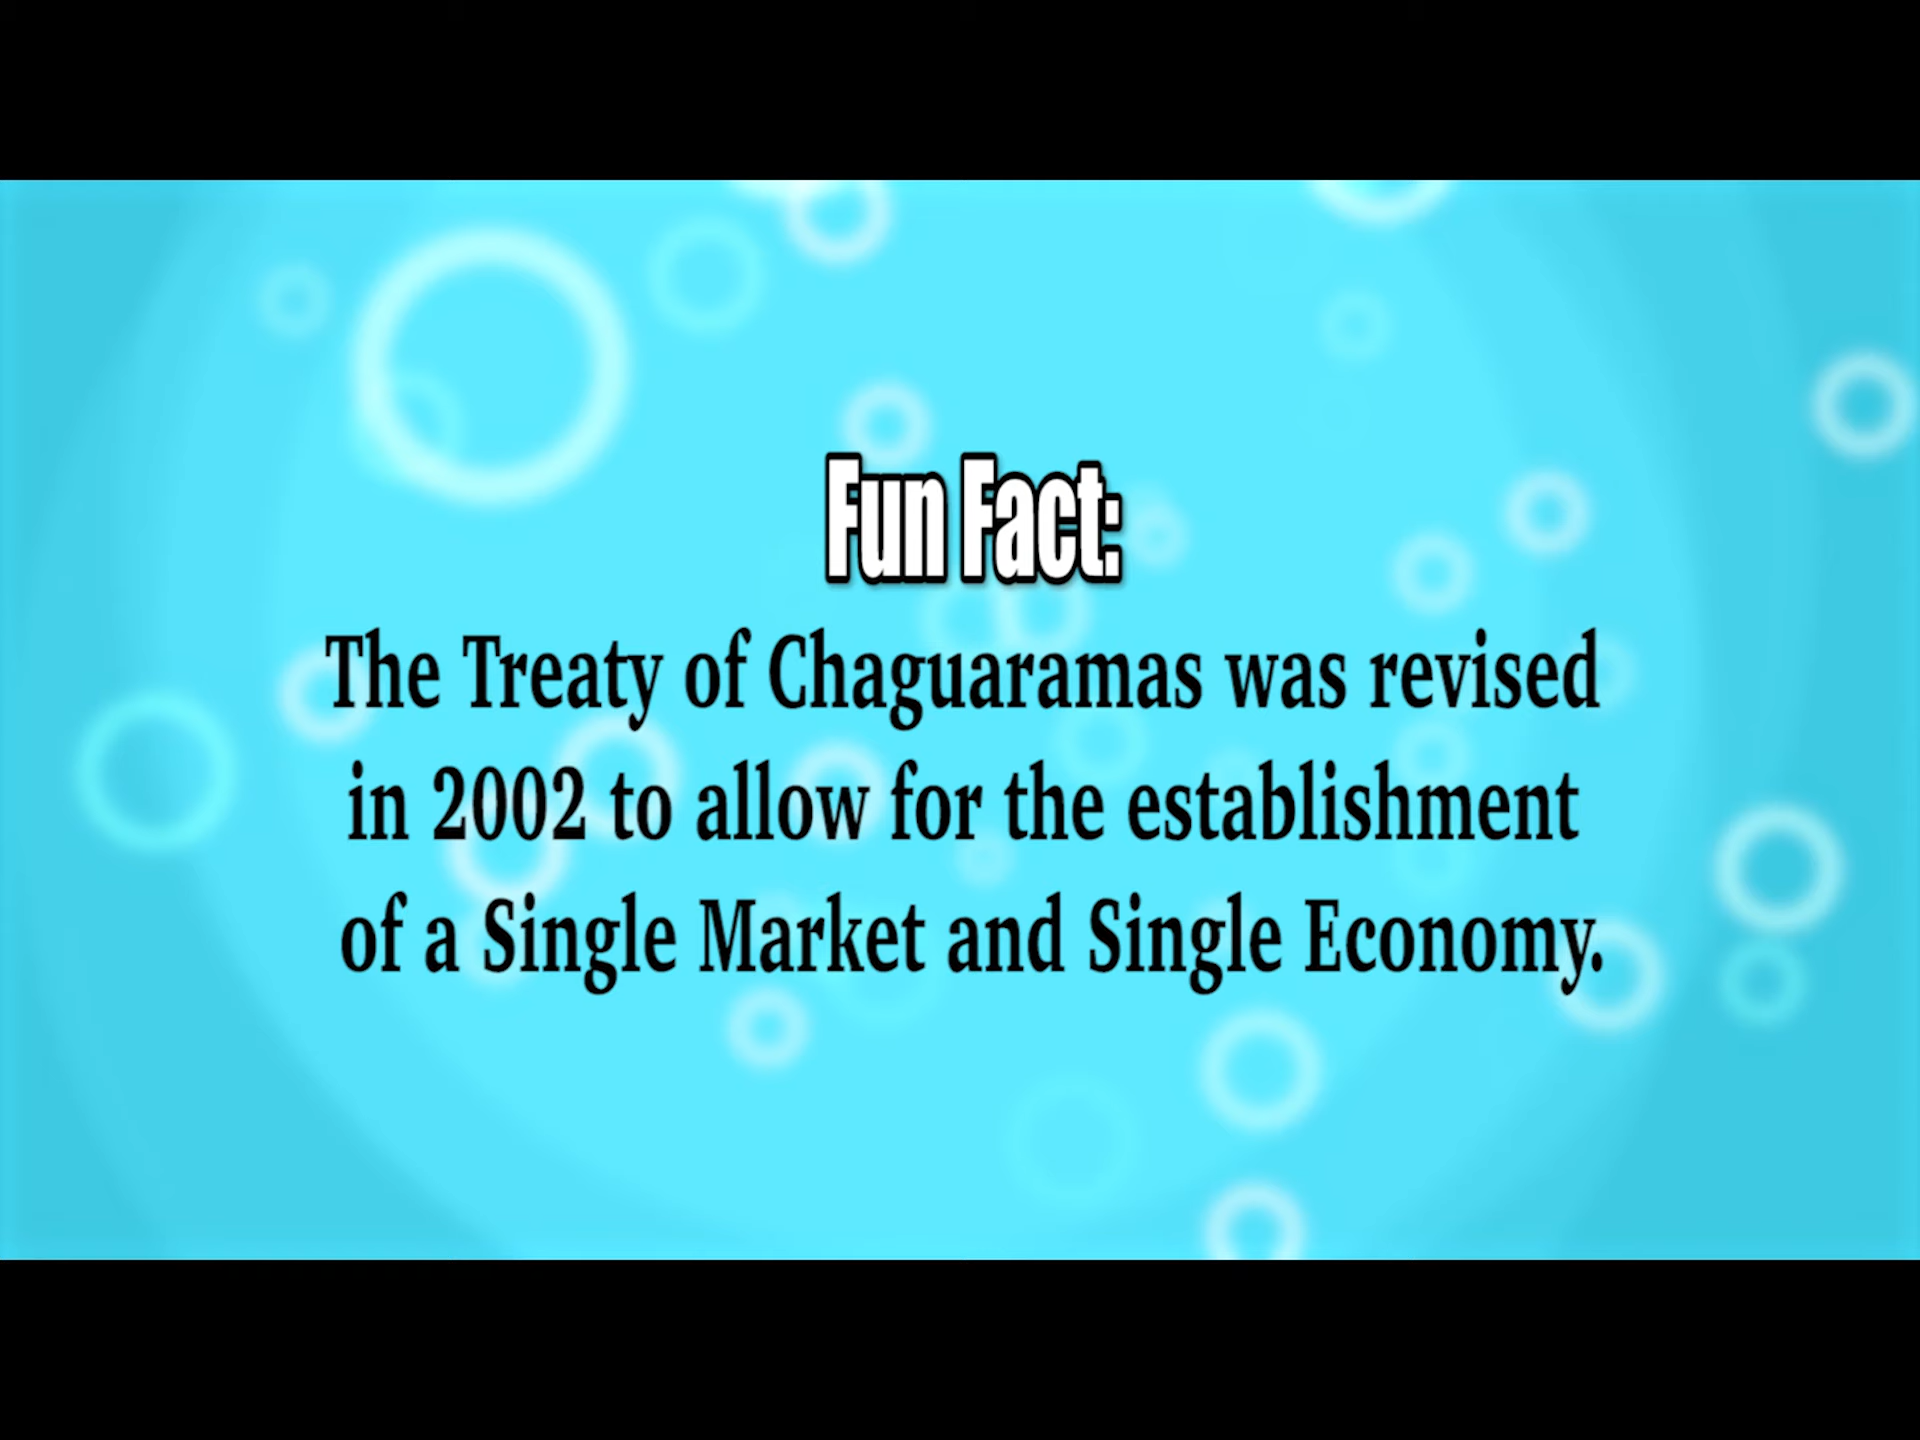 Fun Fact:
The Treaty of Chaguaramas was revised
in 2002 to allow for the establishment
of a Single Market and Single Economy.